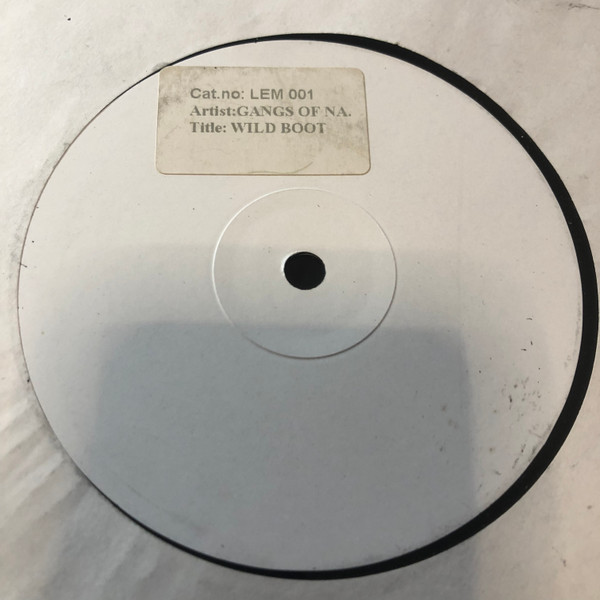 Cat.no: LEM 001
Artist:GANGS OF NA.
Title: WILD BOOT